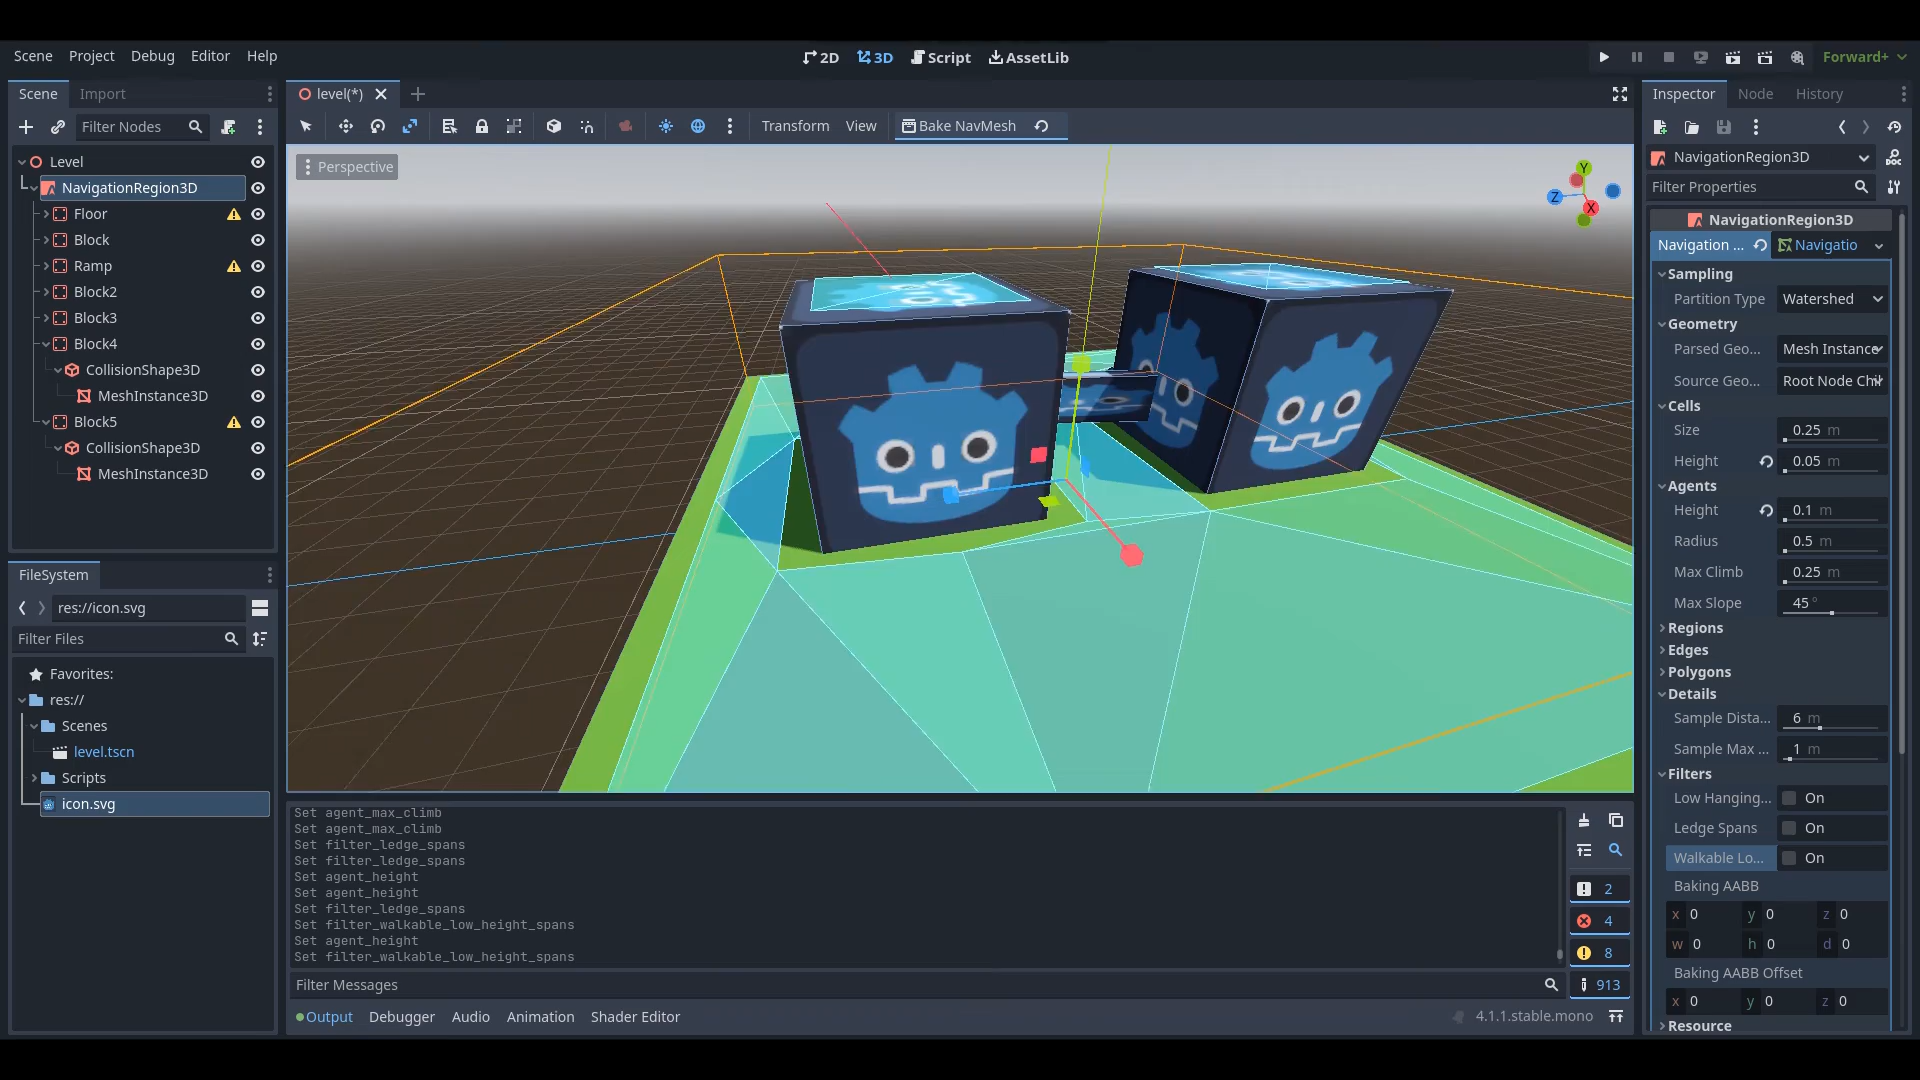 Scene Project Debug Editor Help
2D 3D Script AssetLib
Forward+
Scene Import
level(*)
Inspector Node History
Filter Nodes
Transform View Bake NavMesh
Level
NavigationRegion3D
Floor
Block
Ramp
Block2
Block3
Block4
CollisionShape3D
MeshInstance3D
Block5
CollisionShape3D
MeshInstance3D
FileSystem
res://icon.svg
Filter Files
Favorites:
res://
Scenes
level.tscn
Scripts
icon.svg
Perspective
Y
Z
X
Set agent_max_climb
Set agent_max_climb
Set filter_ledge_spans
Set filter_ledge_spans
Set agent_height
Set agent_height
Set filter_ledge_spans
Set filter_walkable_low_height_spans
Set agent_height
Set filter_walkable_low_height_spans
2
4
8
913
Filter Messages
Output Debugger Audio Animation Shader Editor
4.1.1.stable.mono
NavigationRegion3D
Filter Properties
NavigationRegion3D
Navigation ... Navigatio
Sampling
Partition Type Watershed
Geometry
Parsed Geo... Mesh Instance
Source Geo... Root Node Chil
Cells
Size 0.25 m
Height 0.05 m
Agents
Height 0.1 m
Radius 0.5 m
Max Climb 0.25 m
Max Slope 45 °
Regions
Edges
Polygons
Details
Sample Dista... 6 m
Sample Max ... 1 m
Filters
Low Hanging... On
Ledge Spans On
Walkable Lo... On
Baking AABB
x 0 y 0 z 0
w 0 h 0 d 0
Baking AABB Offset
x 0 y 0 z 0
Resource